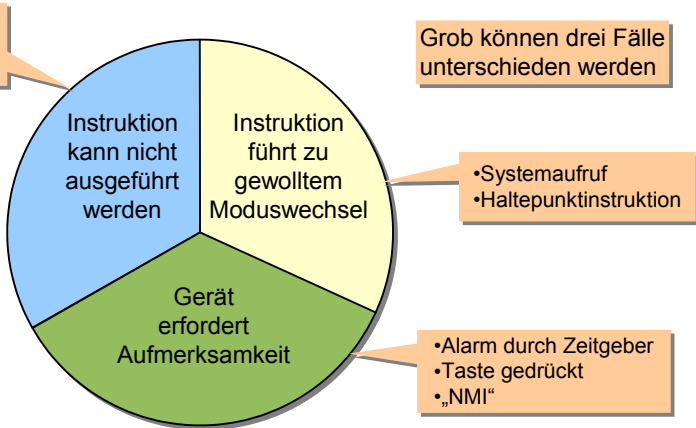 Grob können drei Fälle
unterschieden werden
Instruktion
kann nicht
ausgeführt
werden
Instruktion
führt zu
gewolltem
Moduswechsel
•Systemaufruf
•Haltepunktinstruktion
Gerät
erfordert
Aufmerksamkeit
•Alarm durch Zeitgeber
•Taste gedrückt
•„NMI“